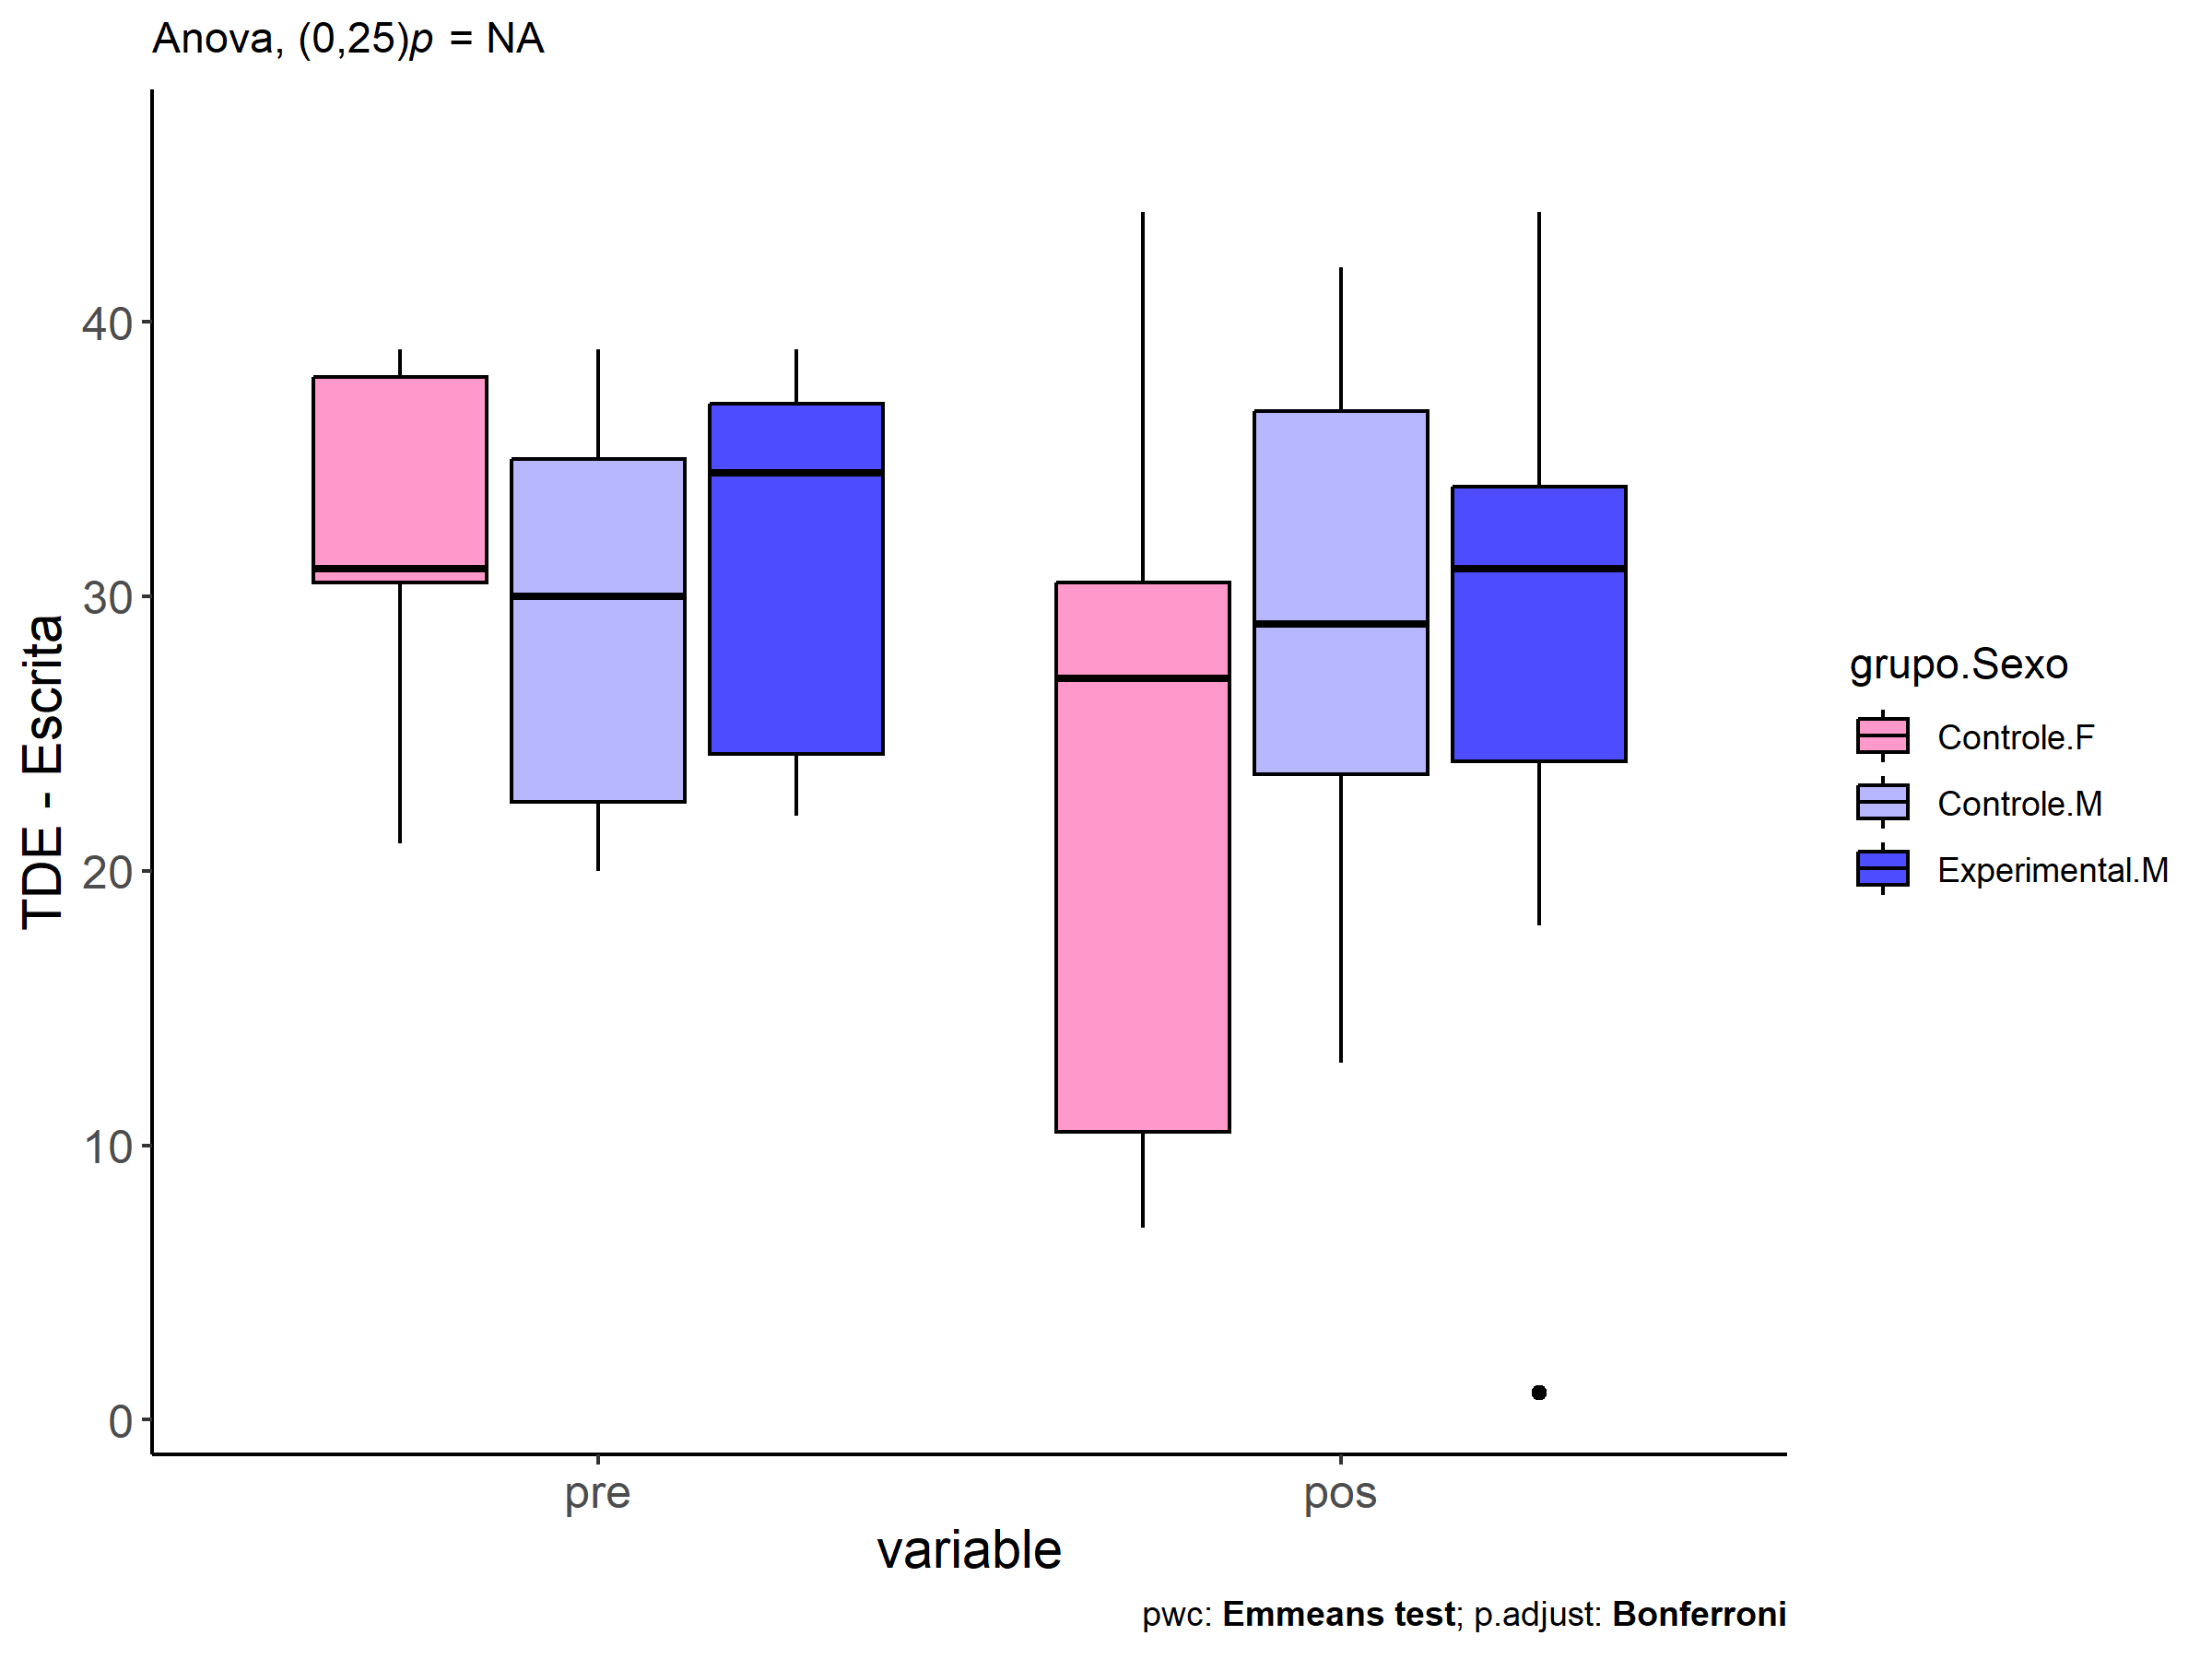 Anova, (0,25)p = NA
TDE - Escrita
40
30
20
10
0
pre
pos
variable
grupo.Sexo
Controle.F
Controle.M
Experimental.M
pwc: Emmeans test; p.adjust: Bonferroni